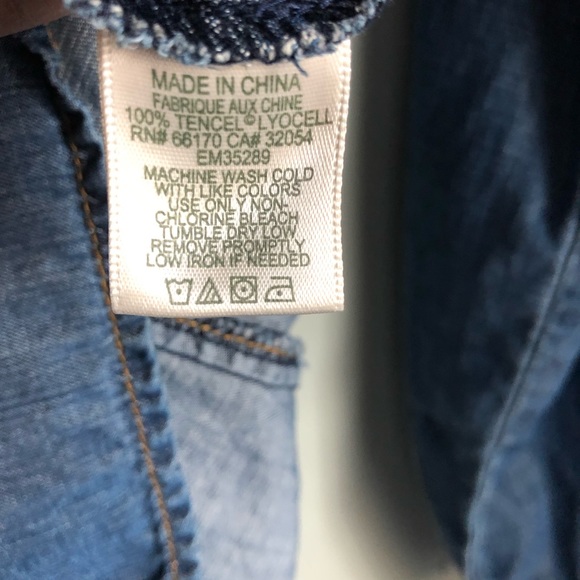 MADE IN CHINA
FABRIQUE AUX CHINE
100% TENCEL© LYOCELL
RN# 66170 CA# 32054
EM35289
MACHINE WASH COLD
WITH LIKE COLORS
USE ONLY NON-
CHLORINE BLEACH
TUMBLE DRY LOW
REMOVE PROMPTLY
LOW IRON IF NEEDED